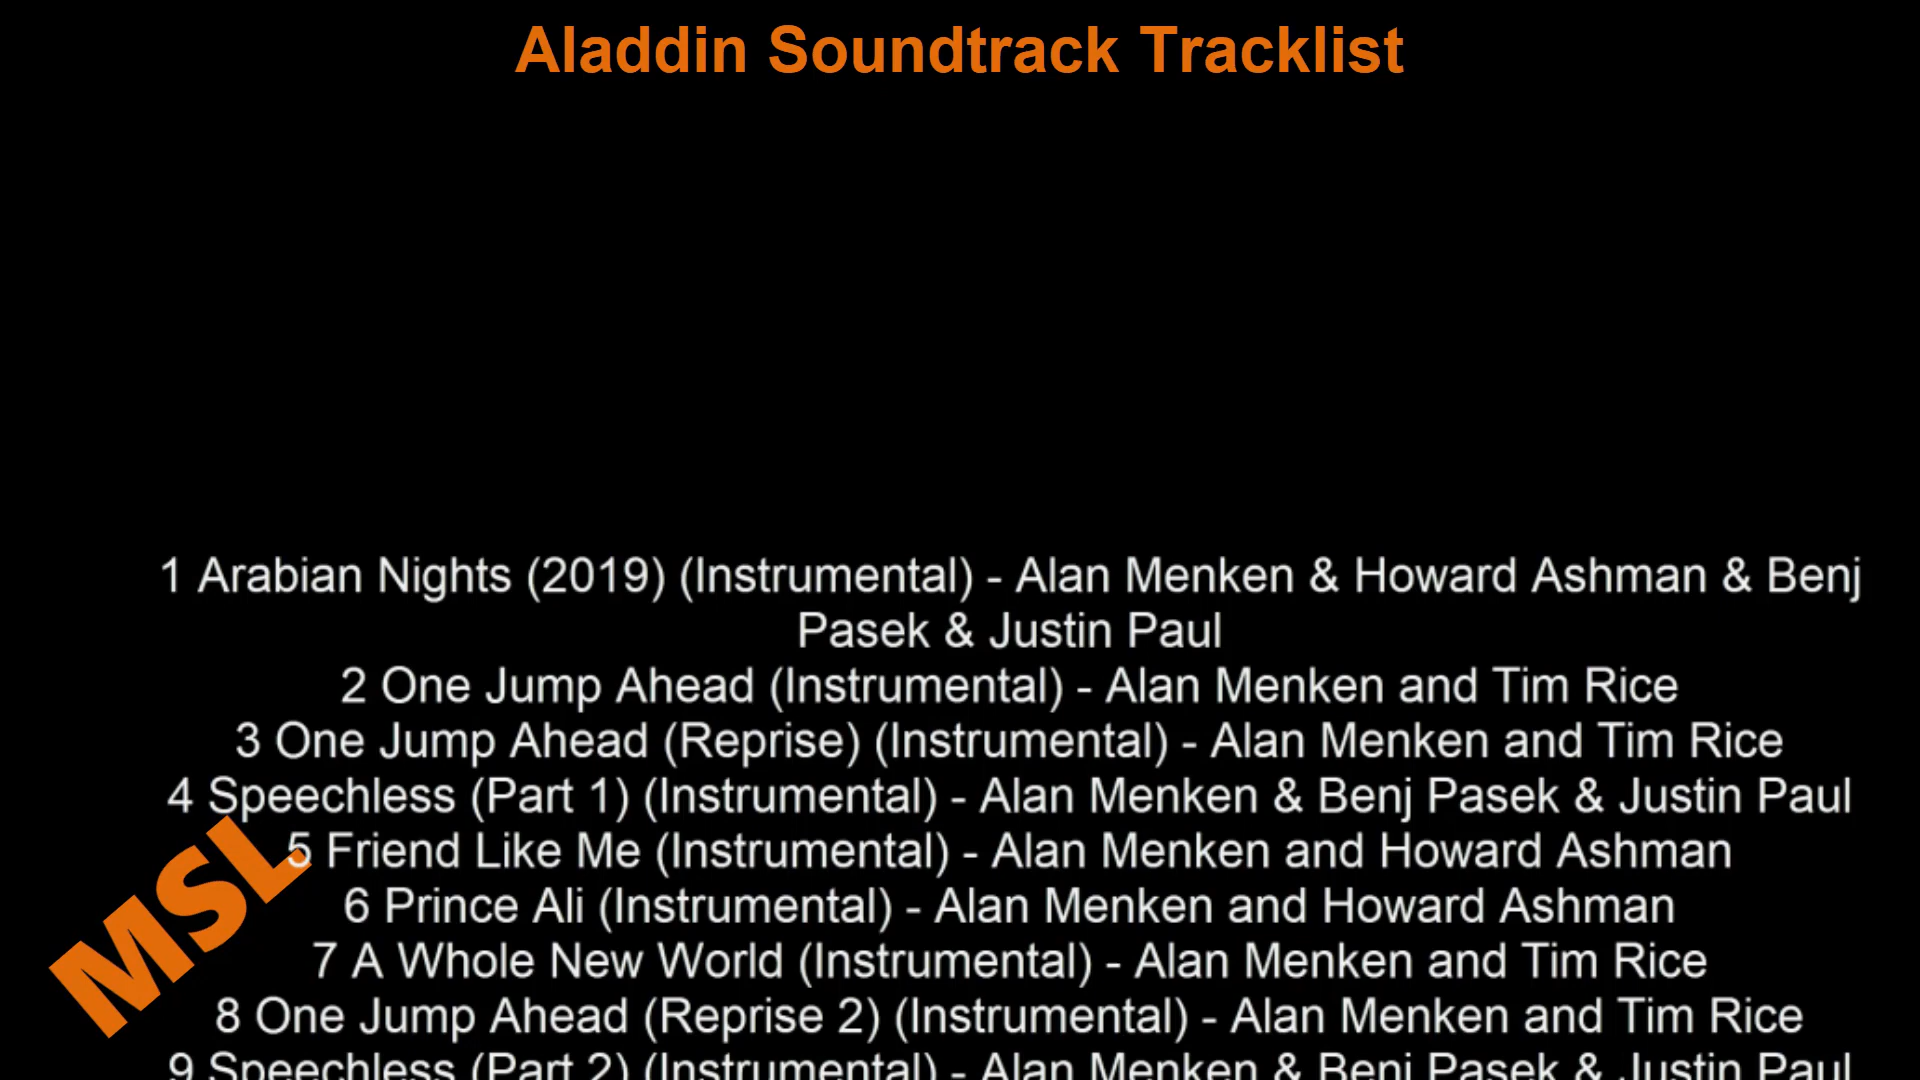 Aladdin Soundtrack Tracklist
1 Arabian Nights (2019) (Instrumental) - Alan Menken & Howard Ashman & Benj
Pasek & Justin Paul
2 One Jump Ahead (Instrumental) - Alan Menken and Tim Rice
3 One Jump Ahead (Reprise) (Instrumental) - Alan Menken and Tim Rice
4 Speechless (Part 1) (Instrumental) - Alan Menken & Benj Pasek & Justin Paul
5 Friend Like Me (Instrumental) - Alan Menken and Howard Ashman
6 Prince Ali (Instrumental) - Alan Menken and Howard Ashman
7 A Whole New World (Instrumental) - Alan Menken and Tim Rice
8 One Jump Ahead (Reprise 2) (Instrumental) - Alan Menken and Tim Rice
9 Speechless (Part 2) (Instrumental) - Alan Menken & Benj Pasek & Justin Paul
MSL